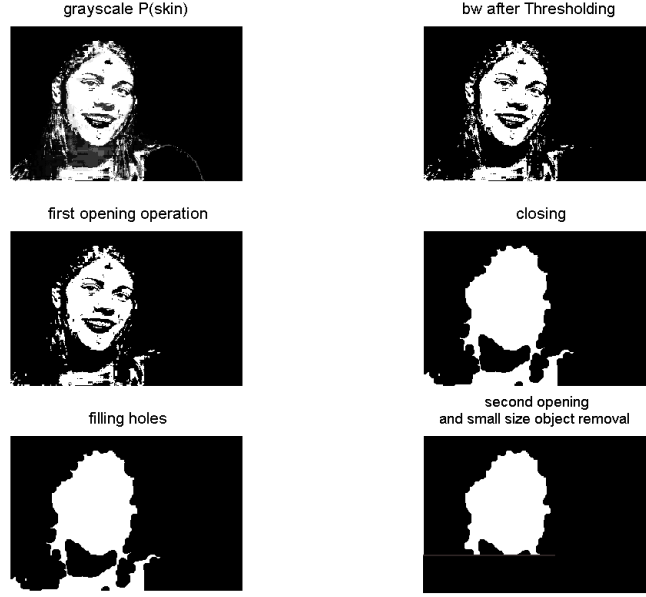 grayscale P(skin)
bw after Thresholding
first opening operation
closing
filling holes
second opening
and small size object removal